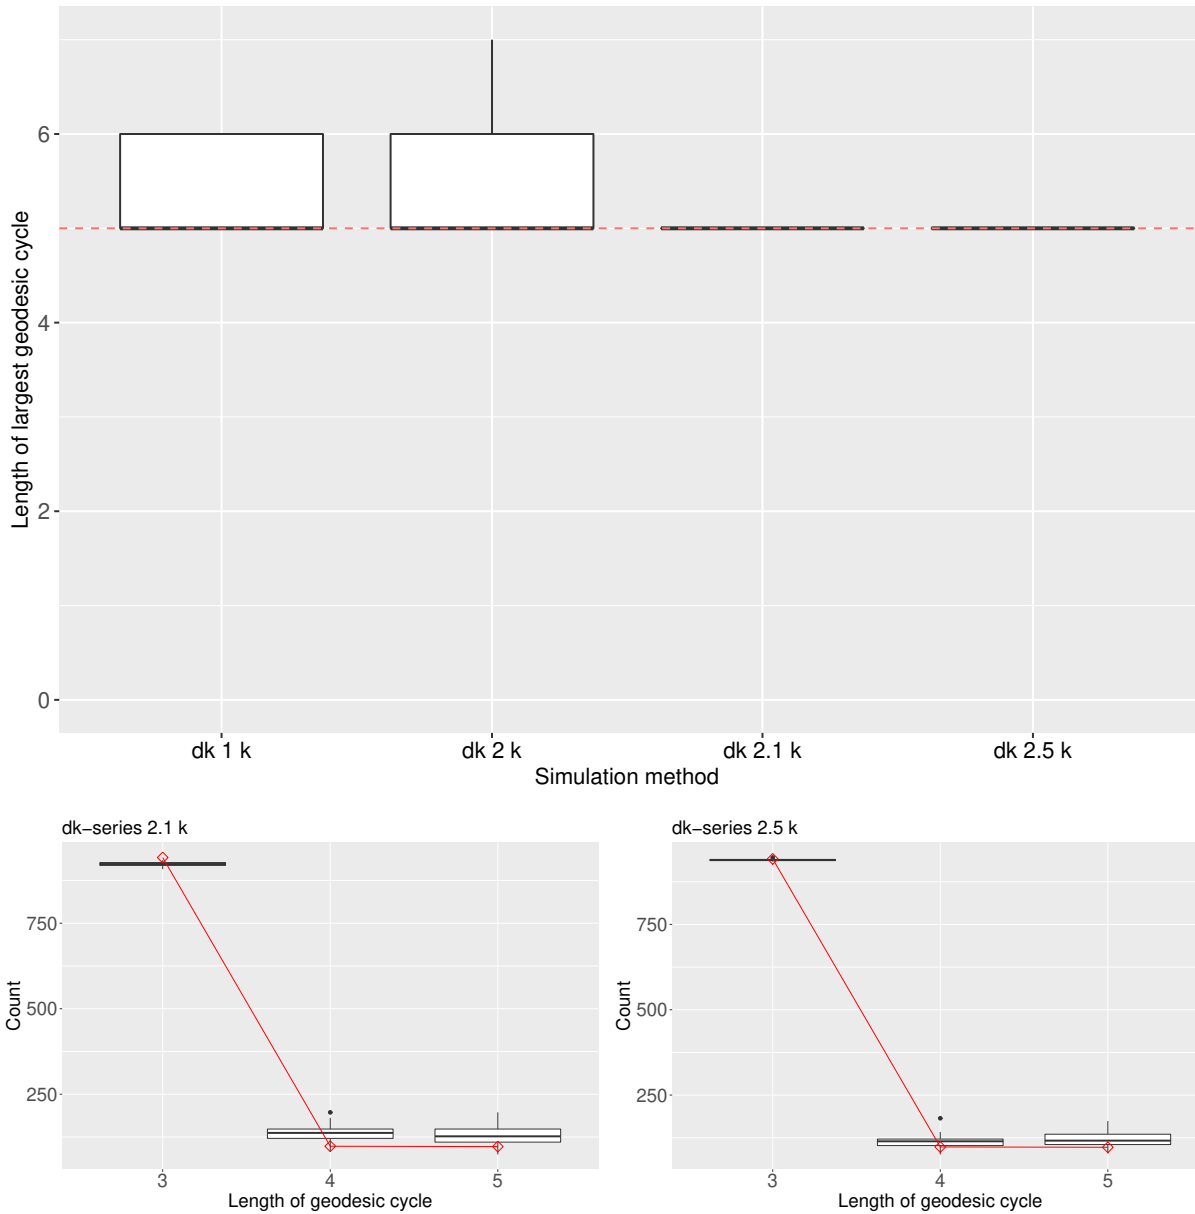 Length of largest geodesic cycle
6
4
2
0
dk 1 k dk 2 k dk 2.1 k dk 2.5 k
Simulation method
dk−series 2.1 k
Count
750
500
250
3 4 5
Length of geodesic cycle
dk−series 2.5 k
Count
750
500
250
3 4 5
Length of geodesic cycle